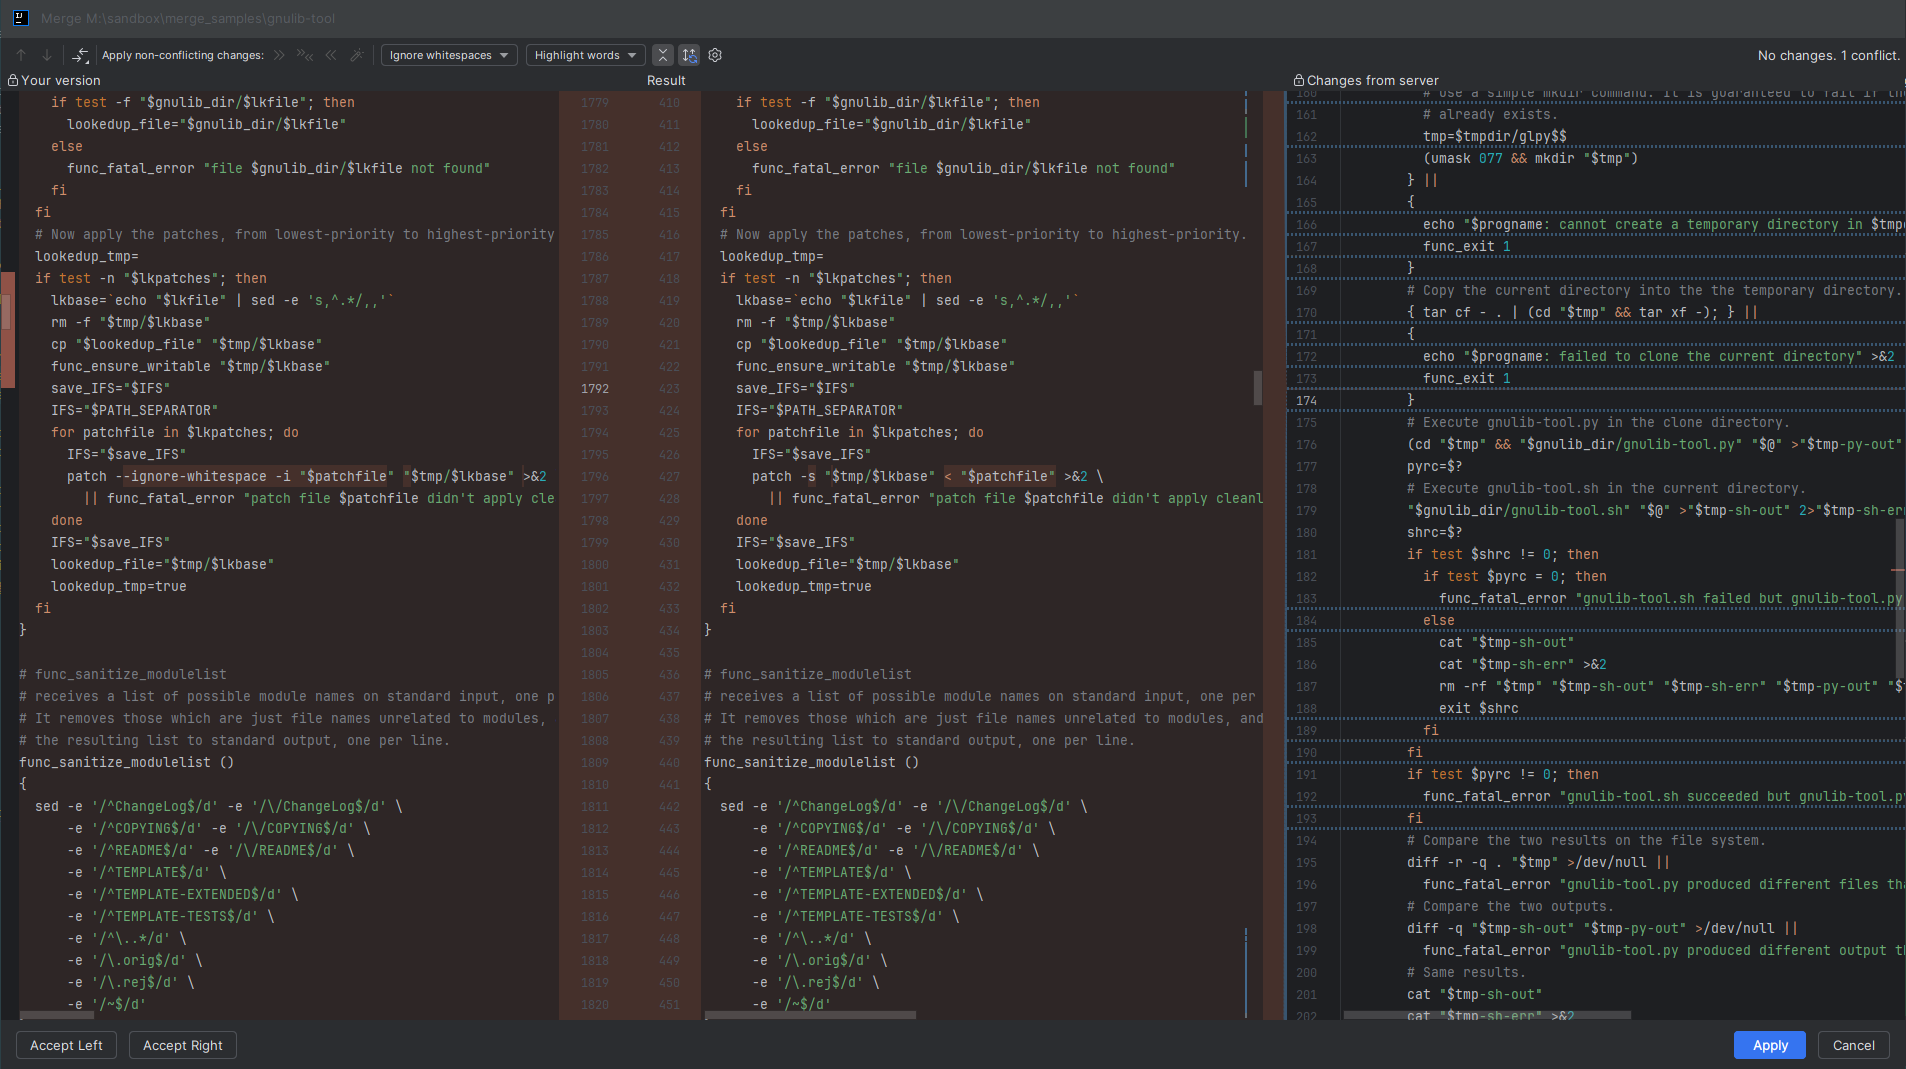 Merge M:\sandbox\merge_samples\gnulib-tool
Apply non-conflicting changes:
Ignore whitespaces
Highlight words
No changes. 1 conflict.
Your version
Result
Changes from server
if test -f "$gnulib_dir/$lkfile"; then
lookedup_file="$gnulib_dir/$lkfile"
else
func_fatal_error "file $gnulib_dir/$lkfile not found"
fi
fi
# Now apply the patches, from lowest-priority to highest-priority
lookedup_tmp=
if test -n "$lkpatches"; then
lkbase=`echo "$lkfile" | sed -e 's,^.*/,,'`
rm -f "$tmp/$lkbase"
cp "$lookedup_file" "$tmp/$lkbase"
func_ensure_writable "$tmp/$lkbase"
save_IFS="$IFS"
IFS="$PATH_SEPARATOR"
for patchfile in $lkpatches; do
IFS="$save_IFS"
patch --ignore-whitespace -i "$patchfile" "$tmp/$lkbase" >&2
|| func_fatal_error "patch file $patchfile didn't apply cle
done
IFS="$save_IFS"
lookedup_file="$tmp/$lkbase"
lookedup_tmp=true
fi
}
# func_sanitize_modulelist
# receives a list of possible module names on standard input, one p
# It removes those which are just file names unrelated to modules,
# the resulting list to standard output, one per line.
func_sanitize_modulelist ()
{
sed -e '/^ChangeLog$/d' -e '/\/ChangeLog$/d' \
-e '/^COPYING$/d' -e '/\/COPYING$/d' \
-e '/^README$/d' -e '/\/README$/d' \
-e '/^TEMPLATE$/d' \
-e '/^TEMPLATE-EXTENDED$/d' \
-e '/^TEMPLATE-TESTS$/d' \
-e '/^\..*/d' \
-e '/\.orig$/d' \
-e '/\.rej$/d' \
-e '/~$/d'
1779 410
1780 411
1781 412
1782 413
1783 414
1784 415
1785 416
1786 417
1787 418
1788 419
1789 420
1790 421
1791 422
1792 423
1793 424
1794 425
1795 426
1796 427
1797 428
1798 429
1799 430
1800 431
1801 432
1802 433
1803 434
1804 435
1805 436
1806 437
1807 438
1808 439
1809 440
1810 441
1811 442
1812 443
1813 444
1814 445
1815 446
1816 447
1817 448
1818 449
1819 450
1820 451
if test -f "$gnulib_dir/$lkfile"; then
lookedup_file="$gnulib_dir/$lkfile"
else
func_fatal_error "file $gnulib_dir/$lkfile not found"
fi
fi
# Now apply the patches, from lowest-priority to highest-priority.
lookedup_tmp=
if test -n "$lkpatches"; then
lkbase=`echo "$lkfile" | sed -e 's,^.*/,,'`
rm -f "$tmp/$lkbase"
cp "$lookedup_file" "$tmp/$lkbase"
func_ensure_writable "$tmp/$lkbase"
save_IFS="$IFS"
IFS="$PATH_SEPARATOR"
for patchfile in $lkpatches; do
IFS="$save_IFS"
patch -s "$tmp/$lkbase" < "$patchfile" >&2 \
|| func_fatal_error "patch file $patchfile didn't apply cleanl
done
IFS="$save_IFS"
lookedup_file="$tmp/$lkbase"
lookedup_tmp=true
fi
}
# func_sanitize_modulelist
# receives a list of possible module names on standard input, one per
# It removes those which are just file names unrelated to modules, and
# the resulting list to standard output, one per line.
func_sanitize_modulelist ()
{
sed -e '/^ChangeLog$/d' -e '/\/ChangeLog$/d' \
-e '/^COPYING$/d' -e '/\/COPYING$/d' \
-e '/^README$/d' -e '/\/README$/d' \
-e '/^TEMPLATE$/d' \
-e '/^TEMPLATE-EXTENDED$/d' \
-e '/^TEMPLATE-TESTS$/d' \
-e '/^\..*/d' \
-e '/\.orig$/d' \
-e '/\.rej$/d' \
-e '/~$/d'
160 # Use a simple mkdir command. It is guaranteed to fail if th
161 # already exists.
162 tmp=$tmpdir/glpy$$
163 (umask 077 && mkdir "$tmp")
164 } ||
165 {
166 echo "$progname: cannot create a temporary directory in $tmp
167 func_exit 1
168 }
169 # Copy the current directory into the the temporary directory.
170 { tar cf - . | (cd "$tmp" && tar xf -); } ||
171 {
172 echo "$progname: failed to clone the current directory" >&2
173 func_exit 1
174 }
175 # Execute gnulib-tool.py in the clone directory.
176 (cd "$tmp" && "$gnulib_dir/gnulib-tool.py" "$@" >"$tmp-py-out"
177 pyrc=$?
178 # Execute gnulib-tool.sh in the current directory.
179 "$gnulib_dir/gnulib-tool.sh" "$@" >"$tmp-sh-out" 2>"$tmp-sh-err
180 shrc=$?
181 if test $shrc != 0; then
182 if test $pyrc = 0; then
183 func_fatal_error "gnulib-tool.sh failed but gnulib-tool.py
184 else
185 cat "$tmp-sh-out"
186 cat "$tmp-sh-err" >&2
187 rm -rf "$tmp" "$tmp-sh-out" "$tmp-sh-err" "$tmp-py-out" "$
188 exit $shrc
189 fi
190 fi
191 if test $pyrc != 0; then
192 func_fatal_error "gnulib-tool.sh succeeded but gnulib-tool.p
193 fi
194 # Compare the two results on the file system.
195 diff -r -q . "$tmp" >/dev/null ||
196 func_fatal_error "gnulib-tool.py produced different files tha
197 # Compare the two outputs.
198 diff -q "$tmp-sh-out" "$tmp-py-out" >/dev/null ||
199 func_fatal_error "gnulib-tool.py produced different output t
200 # Same results.
201 cat "$tmp-sh-out"
202 cat "$tmp-sh-err" >&2
Accept Left
Accept Right
Apply
Cancel